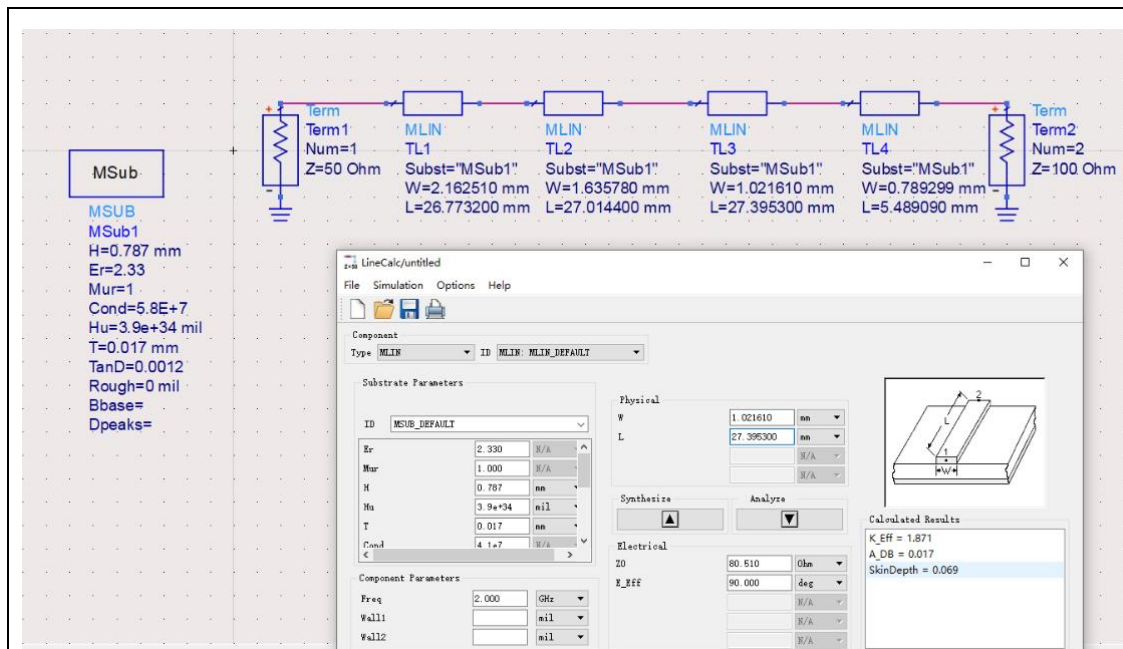 Term
Term1
Num=1
Z=50 Ohm
MLIN
TL1
Subst="MSub1"
W=2.162510 mm
L=26.773200 mm
MLIN
TL2
Subst="MSub1"
W=1.635780 mm
L=27.014400 mm
MLIN
TL3
Subst="MSub1"
W=1.021610 mm
L=27.395300 mm
MLIN
TL4
Subst="MSub1"
W=0.789299 mm
L=5.489090 mm
Term
Term2
Num=2
Z=100 Ohm
MSub
MSUB
MSub1
H=0.787 mm
Er=2.33
Mur=1
Cond=5.8E+7
Hu=3.9e+34 mil
T=0.017 mm
TanD=0.0012
Rough=0 mil
Bbase=
Dpeaks=
LineCalc/untitled
File Simulation Options Help
Component
Type MLIN ID MLIN: MLIN_DEFAULT
Substrate Parameters
ID MSUB_DEFAULT
Er 2.330 N/A
Mur 1.000 N/A
H 0.787 mm
Hu 3.9e+34 mil
T 0.017 mm
Cond 4.1e7 N/A
Component Parameters
Freq 2.000 GHz
Wall1 mil
Wall2 mil
Physical
W 1.021610 mm
L 27.395300 mm
N/A
N/A
Synthesize Analyze
Electrical
Z0 80.510 Ohm
E_Eff 90.000 deg
N/A
N/A
N/A
2
L
1
W
Calculated Results
K_Eff = 1.871
A_DB = 0.017
SkinDepth = 0.069